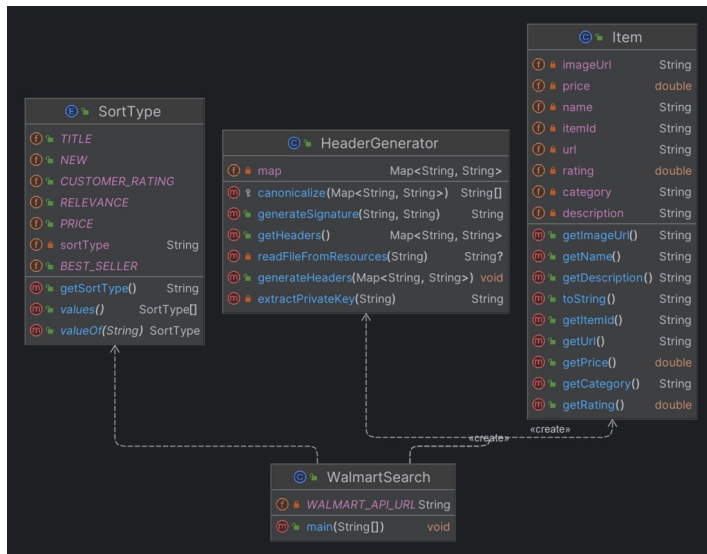 SortType
TITLE
NEW
CUSTOMER_RATING
RELEVANCE
PRICE
sortType String
BEST_SELLER
getSortType() String
values() SortType[]
valueOf(String) SortType
HeaderGenerator
map Map<String, String>
canonicalize(Map<String, String>) String[]
generateSignature(String, String) String
getHeaders() Map<String, String>
readFileFromResources(String) String?
generateHeaders(Map<String, String>) void
extractPrivateKey(String) String
Item
imageUrl String
price double
name String
itemId String
url String
rating double
category String
description String
getImageUrl() String
getName() String
getDescription() String
toString() String
getItemId() String
getUrl() String
getPrice() double
getCategory() String
getRating() double
«create»
«create»
WalmartSearch
WALMART_API_URL String
main(String[]) void